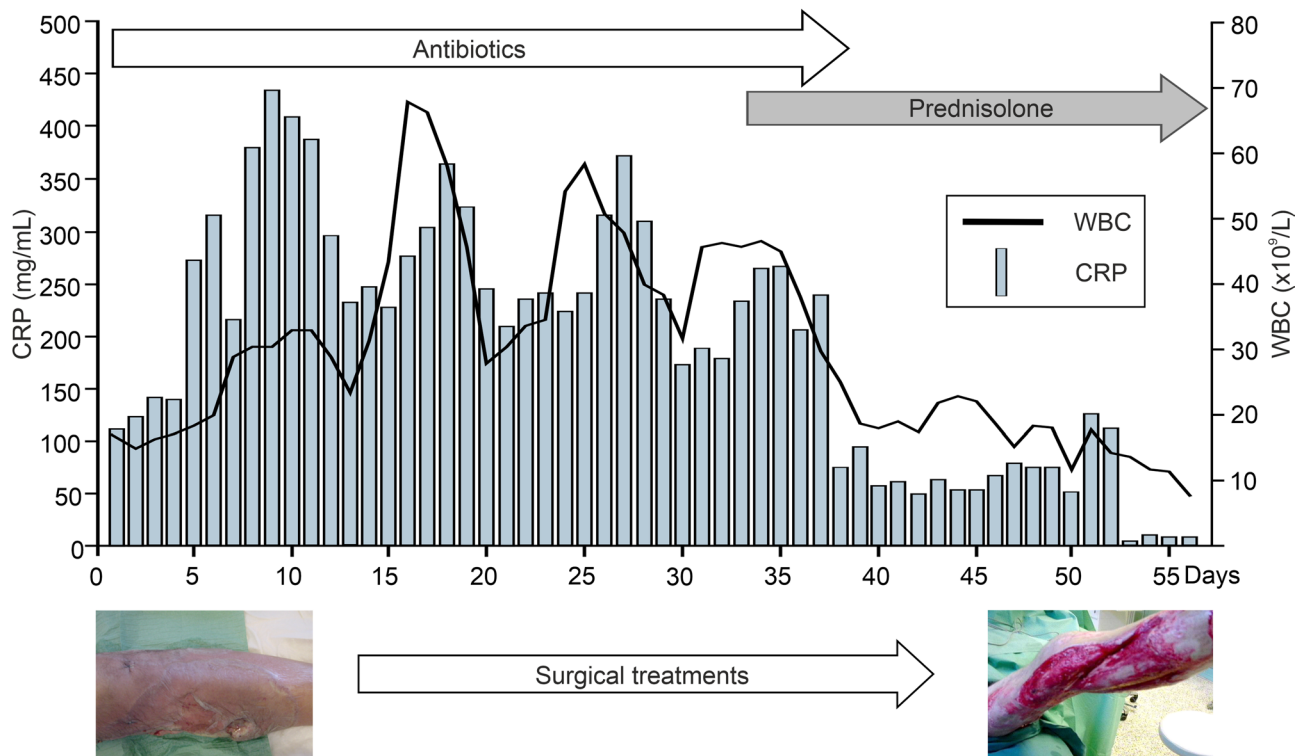 500
450
400
350
300
250
200
150
100
50
0
CRP (mg/mL)
Antibiotics
Prednisolone
WBC
CRP
80
70
60
50
40
30
20
10
WBC (x10⁹/L)
0 5 10 15 20 25 30 35 40 45 50 55 Days
Surgical treatments